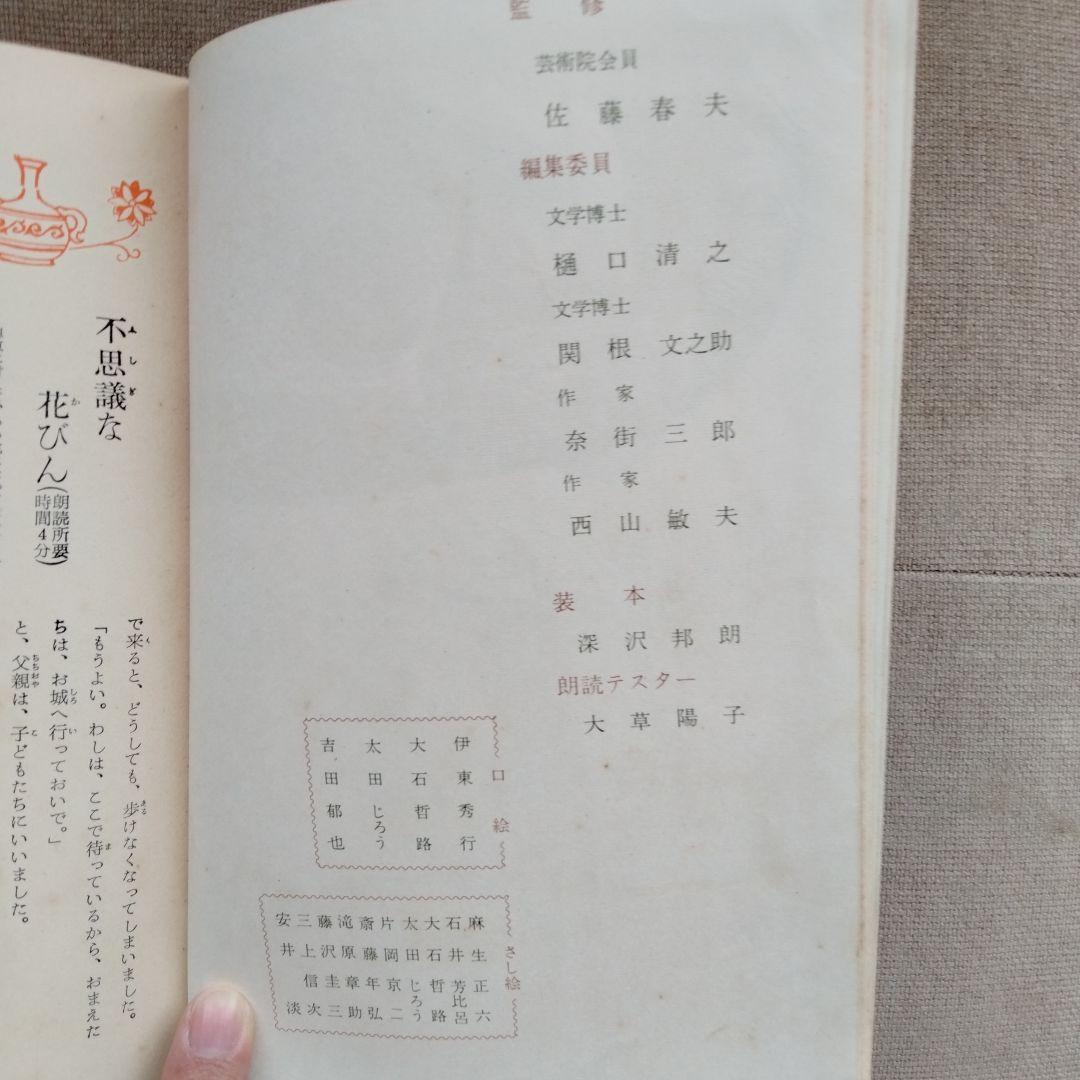 監修
芸術院会員
佐藤春夫
編集委員
文学博士
樋口清之
文学博士
関根文之助
作家
奈街三郎
作家
西山敏夫
装本
深沢邦朗
朗読テスター
大草陽子
口絵
伊東秀行
大石哲路
太田じろう
吉田郁也
さし絵
麻生正六
石井芳比呂
大石哲路
太田じろう
片岡京二
斎藤年弘
滝原章助
藤沢圭三
三上信次
安井淡
不思議な
花びん(朗読所要時間4分)
で来ると、どうしても、歩けなくなってしまいました。
「もうよい。わしは、ここで待っているから、おまえた
ちは、お城へ行っておいで。」
と、父親は、子どもたちにいいました。